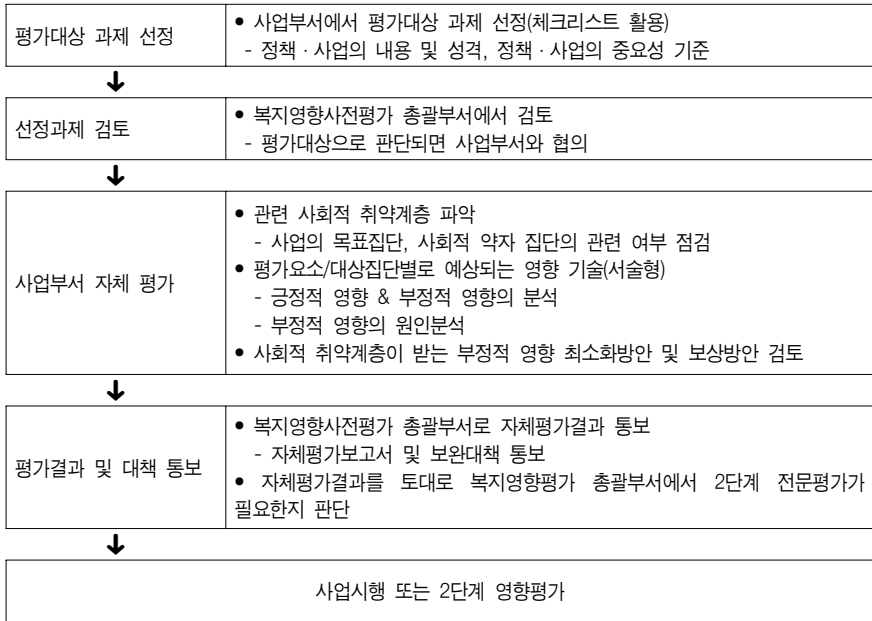 평가대상 과제 선정
● 사업부서에서 평가대상 과제 선정(체크리스트 활용)
- 정책·사업의 내용 및 성격, 정책·사업의 중요성 기준
↓
선정과제 검토
● 복지영향사전평가 총괄부서에서 검토
- 평가대상으로 판단되면 사업부서와 협의
↓
사업부서 자체 평가
● 관련 사회적 취약계층 파악
- 사업의 목표집단, 사회적 약자 집단의 관련 여부 점검
● 평가요소/대상집단별로 예상되는 영향 기술(서술형)
- 긍정적 영향 & 부정적 영향의 분석
- 부정적 영향의 원인분석
● 사회적 취약계층이 받는 부정적 영향 최소화방안 및 보상방안 검토
↓
평가결과 및 대책 통보
● 복지영향사전평가 총괄부서로 자체평가결과 통보
- 자체평가보고서 및 보완대책 통보
● 자체평가결과를 토대로 복지영향평가 총괄부서에서 2단계 전문평가가
필요한지 판단
↓
사업시행 또는 2단계 영향평가